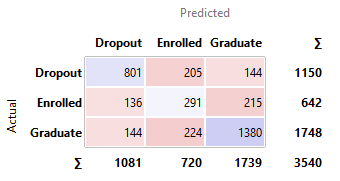 Predicted
Dropout Enrolled Graduate Σ
Dropout 801 205 144 1150
Enrolled 136 291 215 642
Graduate 144 224 1380 1748
Σ 1081 720 1739 3540
Actual